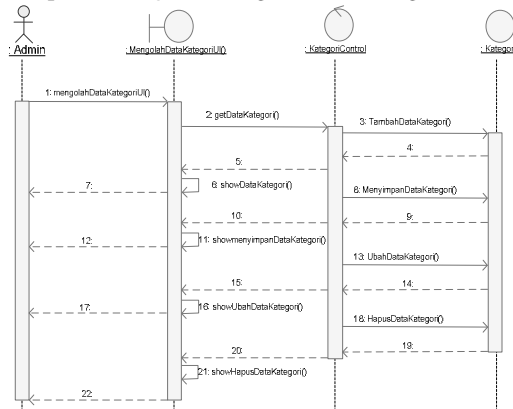 : Admin
: MengolahDataKategoriUI()
: KategoriControl
: Kategori
1: mengolahDataKategoriUI()
2: getDataKategori()
3: TambahDataKategori()
4:
5:
6: showDataKategori()
7:
8: MenyimpanDataKategori()
9:
10:
11: showmenyimpanDataKategori()
12:
13: UbahDataKategori()
14:
15:
16: showUbahDataKategori()
17:
18: HapusDataKategori()
19:
20:
21: showHapusDataKategori()
22: